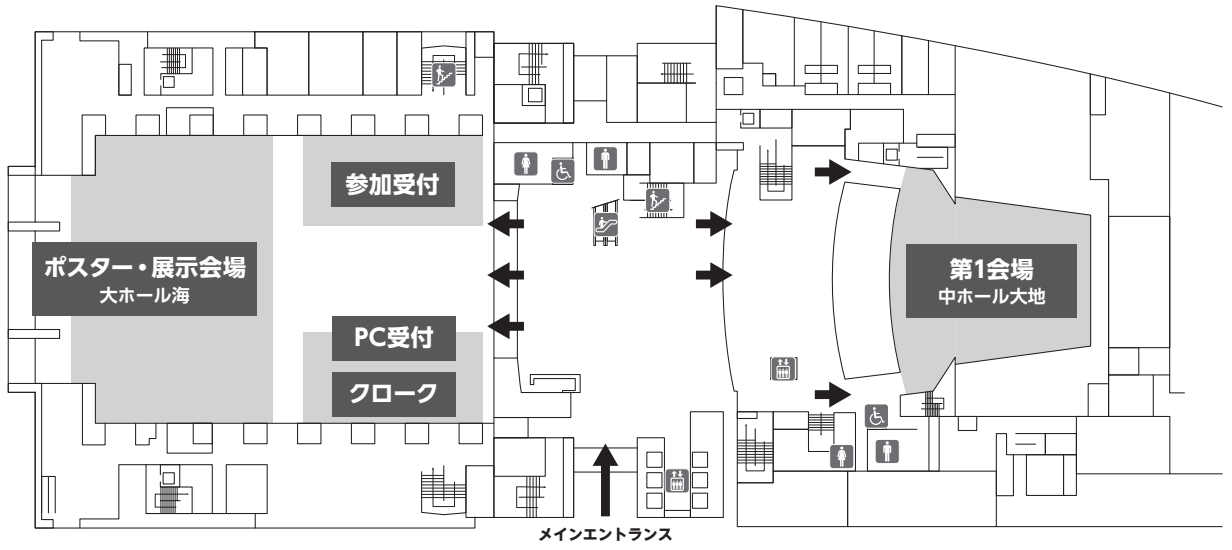 参加受付
ポスター・展示会場
大ホール海
第1会場
中ホール大地
PC受付
クローク
メインエントランス